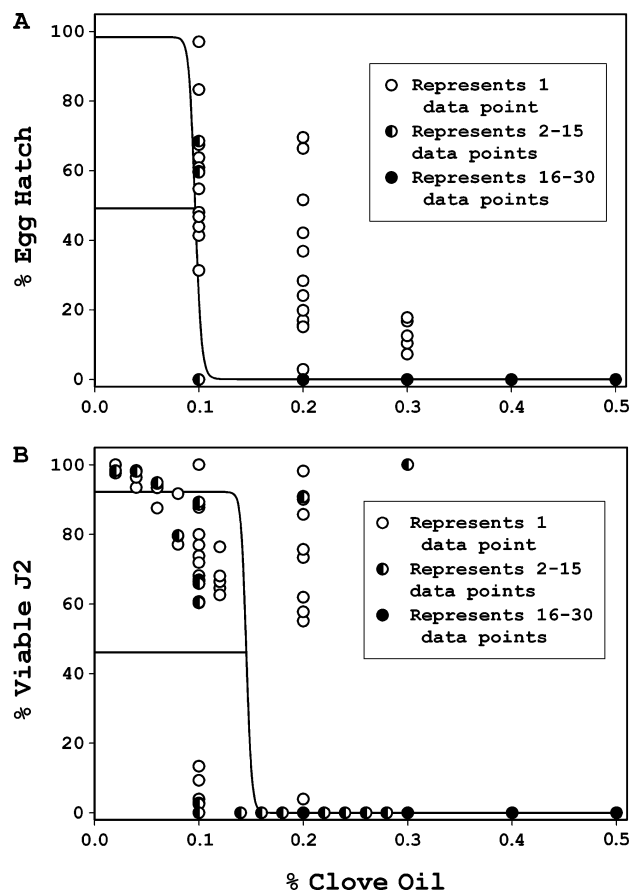 A
100
80
60
40
20
0
% Egg Hatch
Represents 1
data point
Represents 2-15
data points
Represents 16-30
data points
0.0 0.1 0.2 0.3 0.4 0.5
B
100
80
60
40
20
0
% Viable J2
Represents 1
data point
Represents 2-15
data points
Represents 16-30
data points
0.0 0.1 0.2 0.3 0.4 0.5
% Clove Oil